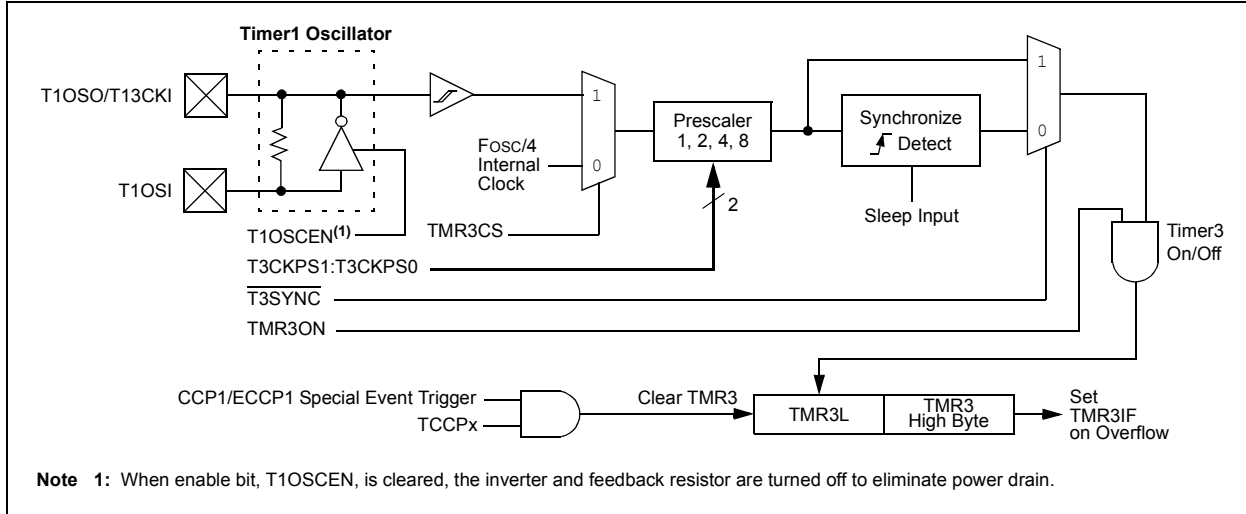 Timer1 Oscillator
T1OSO/T13CKI
1
1
Prescaler
1, 2, 4, 8
Synchronize
Detect
0
FOSC/4
Internal
Clock
0
T1OSI
2
Sleep Input
T1OSCEN(1)
TMR3CS
Timer3
On/Off
T3CKPS1:T3CKPS0
T3SYNC
TMR3ON
CCP1/ECCP1 Special Event Trigger
TCCPx
Clear TMR3
TMR3L
TMR3
High Byte
Set
TMR3IF
on Overflow
Note 1: When enable bit, T1OSCEN, is cleared, the inverter and feedback resistor are turned off to eliminate power drain.